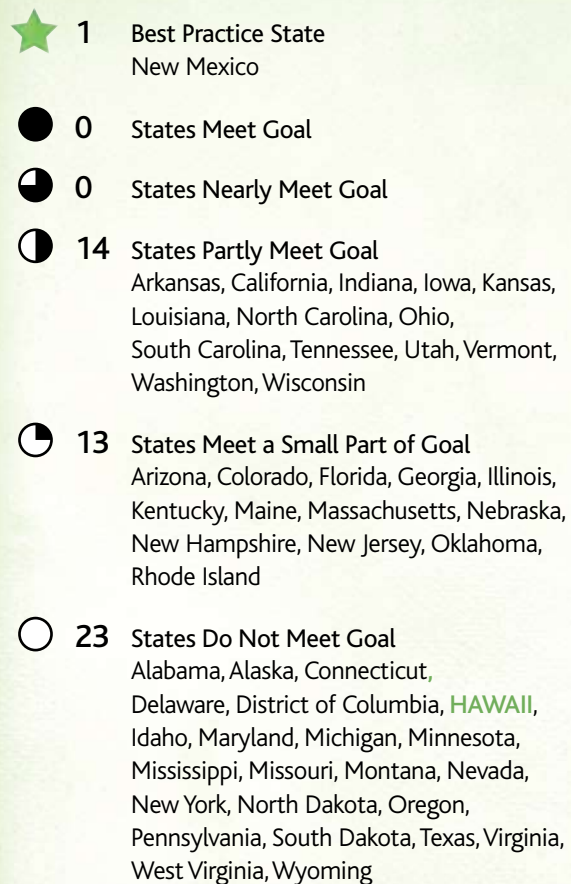 1 Best Practice State
New Mexico
0 States Meet Goal
0 States Nearly Meet Goal
14 States Partly Meet Goal
Arkansas, California, Indiana, Iowa, Kansas,
Louisiana, North Carolina, Ohio,
South Carolina, Tennessee, Utah, Vermont,
Washington, Wisconsin
13 States Meet a Small Part of Goal
Arizona, Colorado, Florida, Georgia, Illinois,
Kentucky, Maine, Massachusetts, Nebraska,
New Hampshire, New Jersey, Oklahoma,
Rhode Island
23 States Do Not Meet Goal
Alabama, Alaska, Connecticut,
Delaware, District of Columbia, HAWAII,
Idaho, Maryland, Michigan, Minnesota,
Mississippi, Missouri, Montana, Nevada,
New York, North Dakota, Oregon,
Pennsylvania, South Dakota, Texas, Virginia,
West Virginia, Wyoming